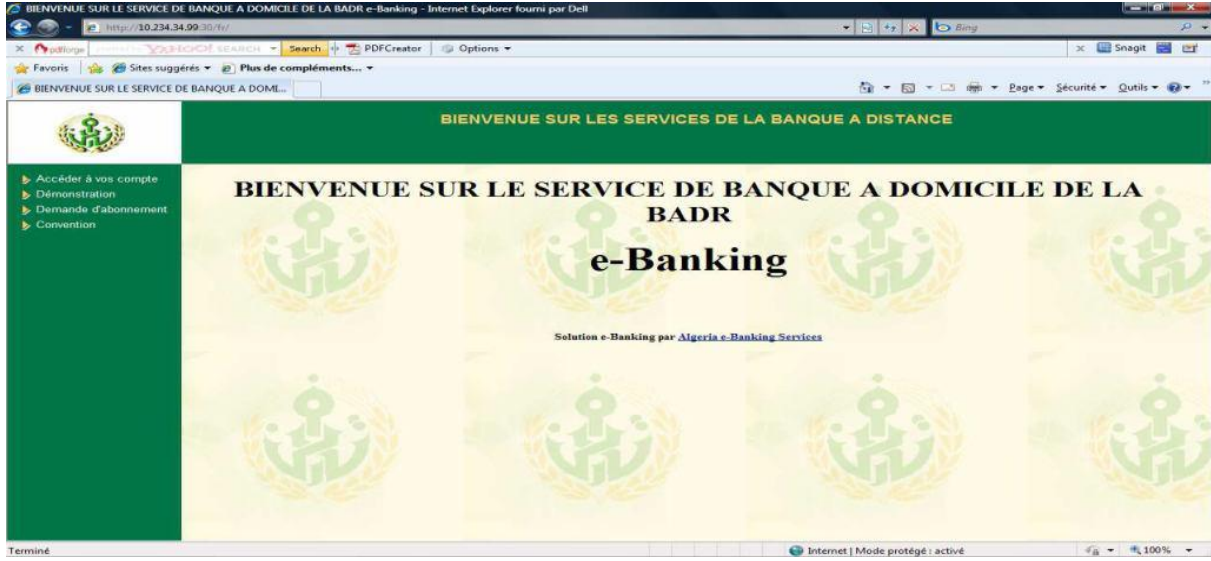 BIENVENUE SUR LE SERVICE DE BANQUE A DOMICILE DE LA BADR e-Banking - Internet Explorer fourni par Dell
http://10.234.34.99:30/fr/
Bing
pdfforge YAHOO! SEARCH Search PDFCreator Options Snagit
Favoris Sites suggérés Plus de compléments...
BIENVENUE SUR LE SERVICE DE BANQUE A DOMI... Page Sécurité Outils
BIENVENUE SUR LES SERVICES DE LA BANQUE A DISTANCE
Accéder à vos compte
Démonstration
Demande d'abonnement
Convention
BIENVENUE SUR LE SERVICE DE BANQUE A DOMICILE DE LA
BADR
e-Banking
Solution e-Banking par Algeria e-Banking Services
Terminé Internet | Mode protégé : activé 100%